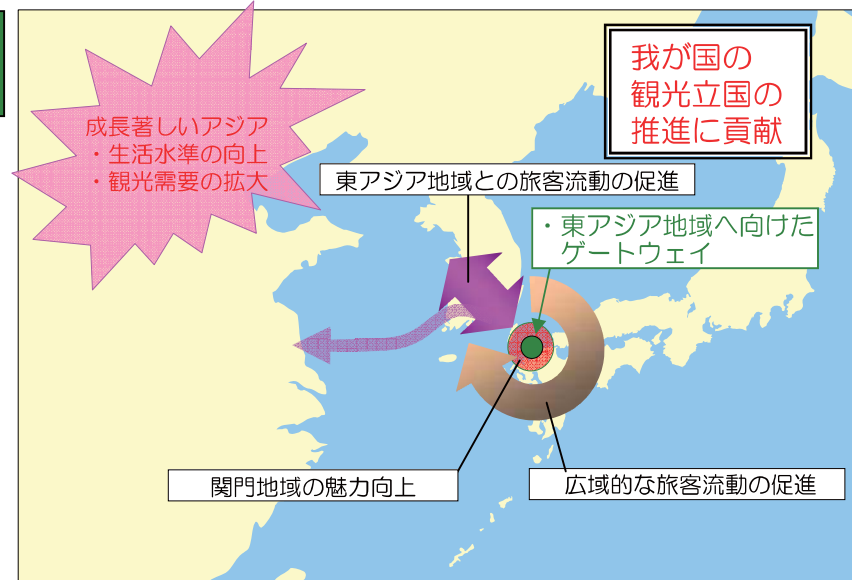 我が国の
観光立国の
推進に貢献
成長著しいアジア
・生活水準の向上
・観光需要の拡大
東アジア地域との旅客流動の促進
・東アジア地域へ向けた
ゲートウェイ
関門地域の魅力向上
広域的な旅客流動の促進